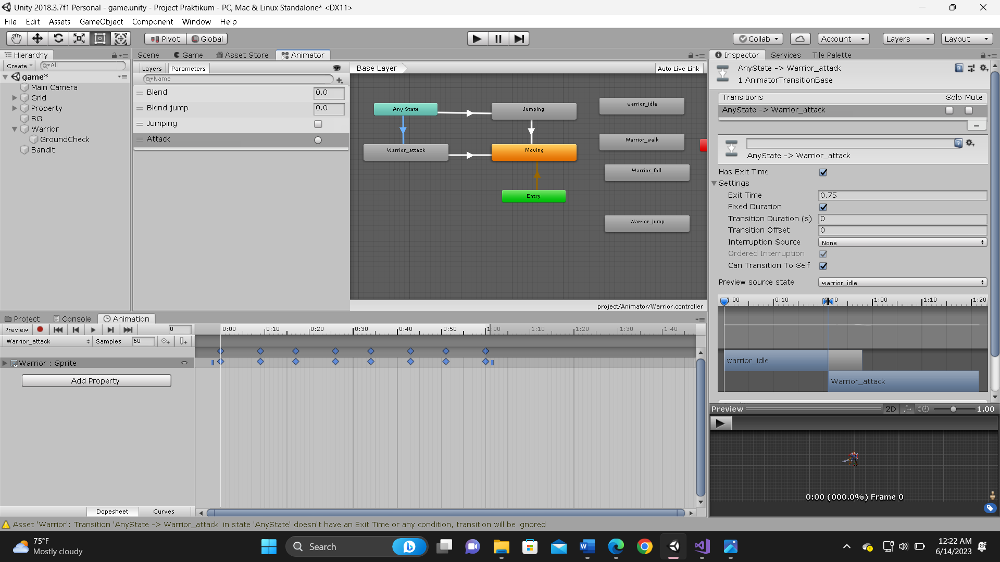 Unity 2018.3.7f1 Personal - game.unity - Project Praktikum - PC, Mac & Linux Standalone* <DX11>
File Edit Assets GameObject Component Window Help
Pivot Global Collab Account Layers Layout
Hierarchy Scene Game Asset Store Animator Inspector Services Tile Palette
Create All Layers Parameters Base Layer Auto Live Link
game*
Main Camera
Grid
Property
BG
Warrior
GroundCheck
Bandit
Name
Blend 0.0
Blend jump 0.0
Jumping
Attack
Any State
Jumping
Warrior_attack
Moving
Entry
warrior_idle
Warrior_walk
Warrior_fall
Warrior_jump
project/Animator/Warrior.controller
AnyState -> Warrior_attack
1 AnimatorTransitionBase
Transitions Solo Mute
AnyState -> Warrior_attack
AnyState -> Warrior_attack
Has Exit Time
Settings
Exit Time 0.75
Fixed Duration
Transition Duration (s) 0
Transition Offset 0
Interruption Source None
Ordered Interruption
Can Transition To Self
Preview source state warrior_idle
0:10 1:00 1:10 1:20
warrior_idle
Warrior_attack
Preview 2D 1.00
0:00 (000.0%) Frame 0
Project Console Animation
Preview 0 0:00 0:10 0:20 0:30 0:40 0:50 1:00 1:10 1:20 1:30 1:40
Warrior_attack Samples 60
Warrior : Sprite
Add Property
Dopesheet Curves
Asset 'Warrior': Transition 'AnyState -> Warrior_attack' in state 'AnyState' doesn't have an Exit Time or any condition, transition will be ignored
75°F
Mostly cloudy
Search
12:22 AM
6/14/2023